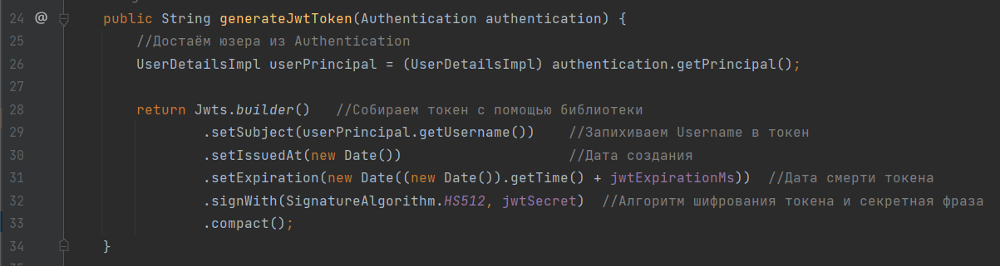 24 @ public String generateJwtToken(Authentication authentication) {
25 //Достаём юзера из Authentication
26 UserDetailsImpl userPrincipal = (UserDetailsImpl) authentication.getPrincipal();
27
28 return Jwts.builder() //Собираем токен с помощью библиотеки
29 .setSubject(userPrincipal.getUsername()) //Запихиваем Username в токен
30 .setIssuedAt(new Date()) //Дата создания
31 .setExpiration(new Date((new Date()).getTime() + jwtExpirationMs)) //Дата смерти токена
32 .signWith(SignatureAlgorithm.HS512, jwtSecret) //Алгоритм шифрования токена и секретная фраза
33 .compact();
34 }